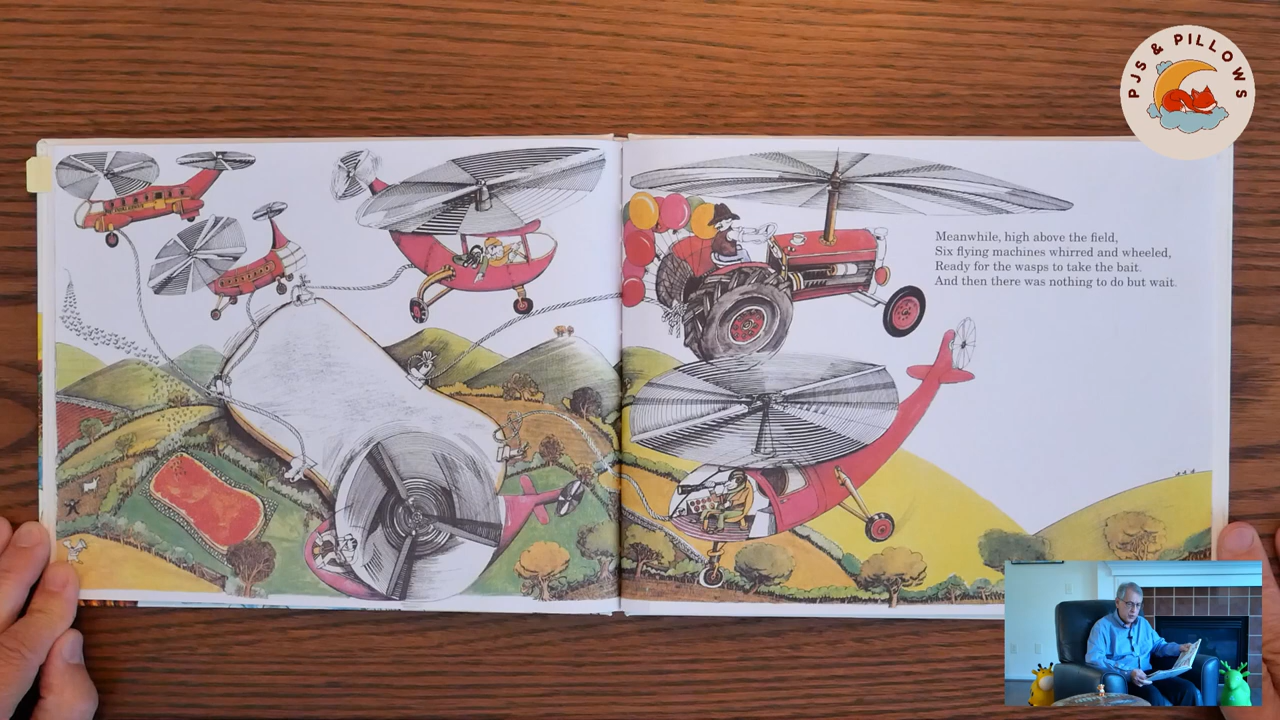 PJS & PILLOWS
Meanwhile, high above the field,
Six flying machines whirred and wheeled,
Ready for the wasps to take the bait.
And then there was nothing to do but wait.